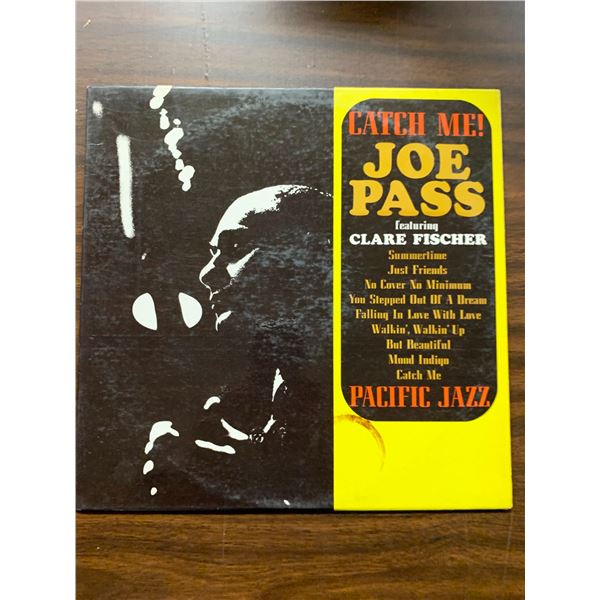 CATCH ME!
JOE
PASS
featuring
CLARE FISCHER
Summertime
Just Friends
No Cover No Minimum
You Stepped Out Of A Dream
Falling In Love With Love
Walkin', Walkin' Up
But Beautiful
Mood Indigo
Catch Me
PACIFIC JAZZ